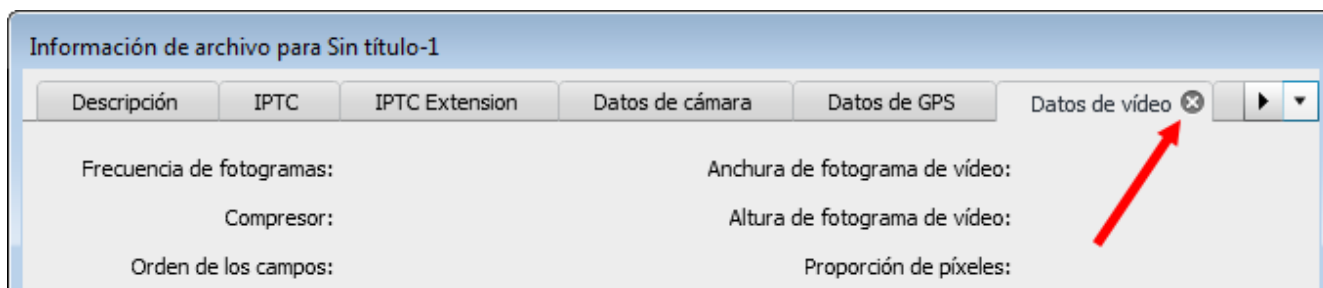 Información de archivo para Sin título-1
Descripción IPTC IPTC Extension Datos de cámara Datos de GPS Datos de vídeo
Frecuencia de fotogramas: Anchura de fotograma de vídeo:
Compresor: Altura de fotograma de vídeo:
Orden de los campos: Proporción de píxeles: